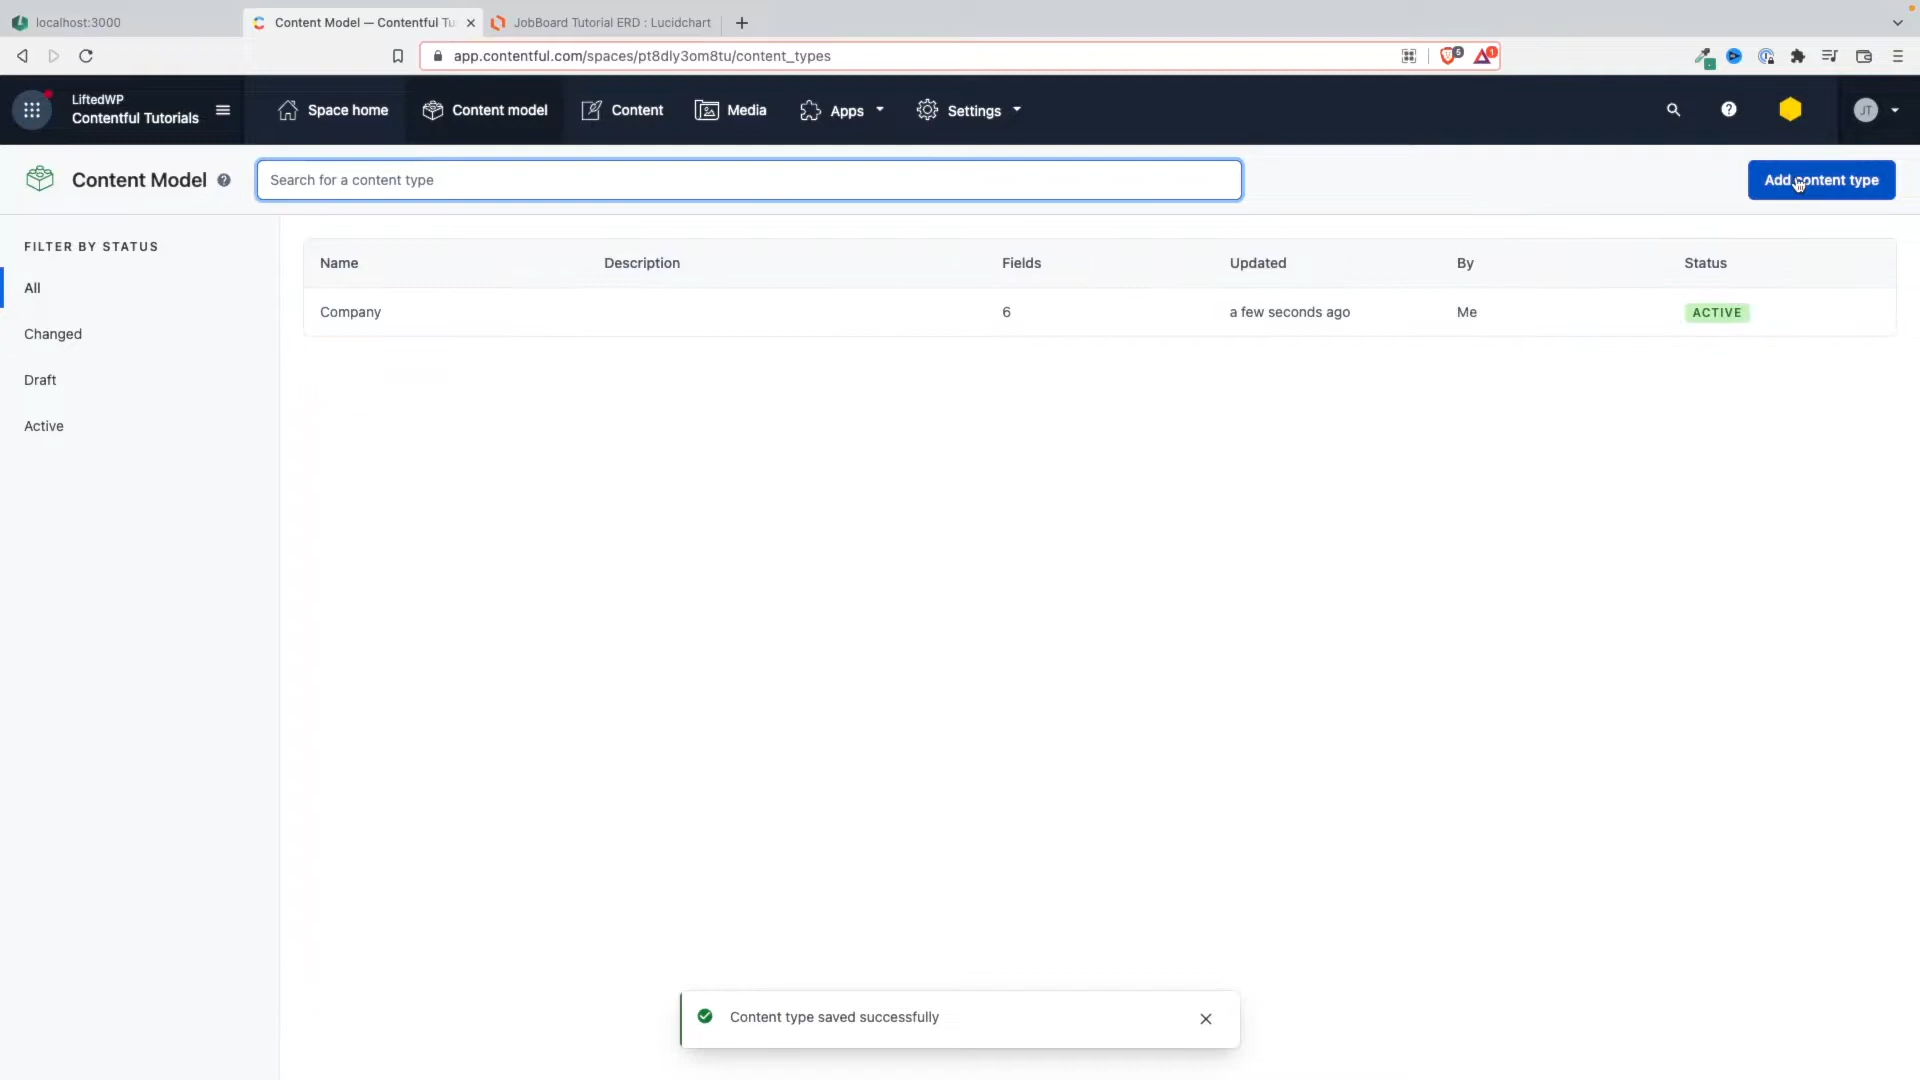 localhost:3000
Content Model — Contentful Tu
JobBoard Tutorial ERD : Lucidchart
app.contentful.com/spaces/pt8dly3om8tu/content_types
5
1
LiftedWP
Contentful Tutorials
Space home
Content model
Content
Media
Apps
Settings
JT
Content Model
Search for a content type
Add content type
FILTER BY STATUS
All
Changed
Draft
Active
Name Description Fields Updated By Status
Company 6 a few seconds ago Me ACTIVE
Content type saved successfully